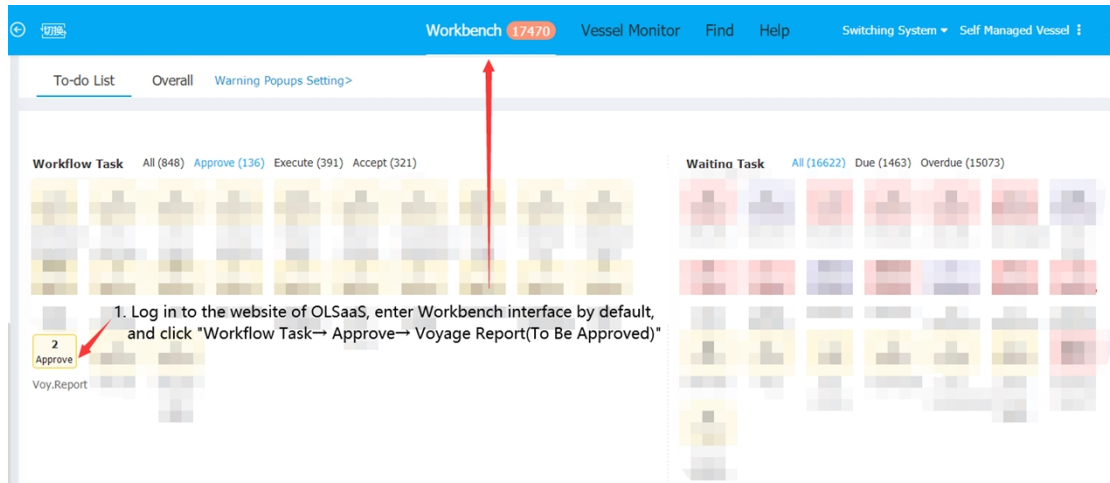 切换
Workbench 17470 Vessel Monitor Find Help Switching System Self Managed Vessel
To-do List Overall Warning Popups Setting>
Workflow Task All (848) Approve (136) Execute (391) Accept (321)
Waiting Task All (16622) Due (1463) Overdue (15073)
1. Log in to the website of OLSaaS, enter Workbench interface by default,
and click "Workflow Task→ Approve→ Voyage Report(To Be Approved)"
2
Approve
Voy.Report